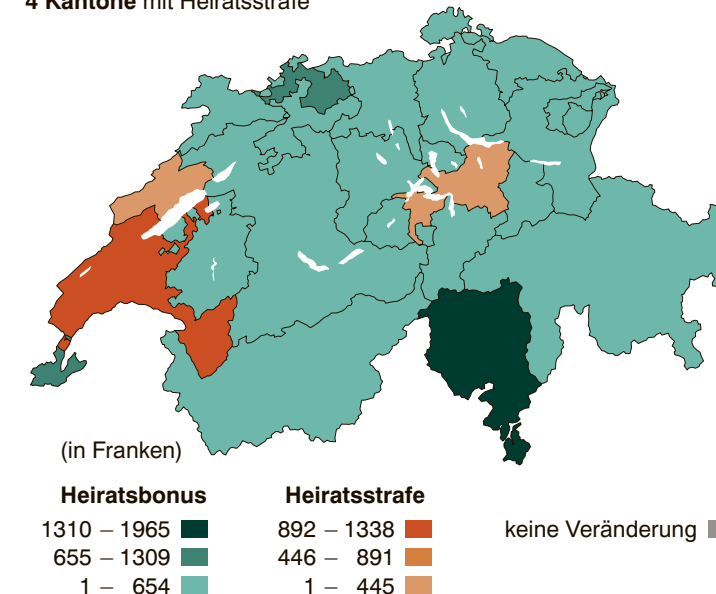 4 Kantone mit Heiratsstrafe
(in Franken)
Heiratsbonus
1310 – 1965
655 – 1309
1 – 654
Heiratsstrafe
892 – 1338
446 – 891
1 – 445
keine Veränderung